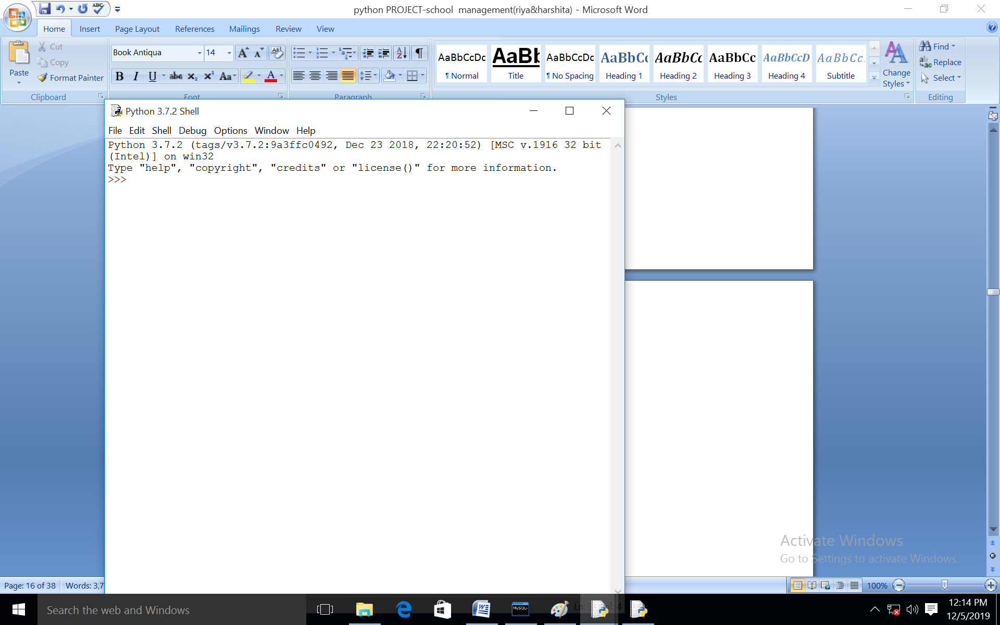 python PROJECT-school  management(riya&harshita) - Microsoft Word
Home Insert Page Layout References Mailings Review View
Paste
Cut
Copy
Format Painter
Clipboard
Book Antiqua 14
B I U abc x₂ x² Aa A
Font
Paragraph
AaBbCcDc AaBb AaBbCcDc AaBbCc AaBbCc AaBbCc AaBbCcD AaBbCc.
¶ Normal Title ¶ No Spacing Heading 1 Heading 2 Heading 3 Heading 4 Subtitle
Change Styles
Styles
Find
Replace
Select
Editing
Python 3.7.2 Shell
File Edit Shell Debug Options Window Help
Python 3.7.2 (tags/v3.7.2:9a3ffc0492, Dec 23 2018, 22:20:52) [MSC v.1916 32 bit
(Intel)] on win32
Type "help", "copyright", "credits" or "license()" for more information.
>>>
Activate Windows
Go to Settings to activate Windows.
Page: 16 of 38 Words: 3,7
100%
Search the web and Windows
MySQL
12:14 PM
12/5/2019